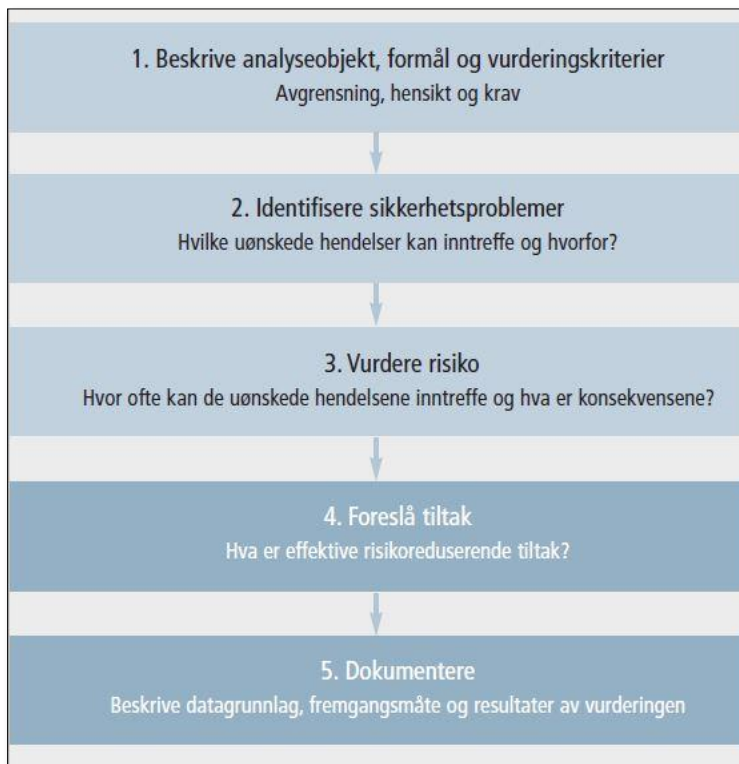 1. Beskrive analyseobjekt, formål og vurderingskriterier
Avgrensning, hensikt og krav
2. Identifisere sikkerhetsproblemer
Hvilke uønskede hendelser kan inntreffe og hvorfor?
3. Vurdere risiko
Hvor ofte kan de uønskede hendelsene inntreffe og hva er konsekvensene?
4. Foreslå tiltak
Hva er effektive risikoreduserende tiltak?
5. Dokumentere
Beskrive datagrunnlag, fremgangsmåte og resultater av vurderingen